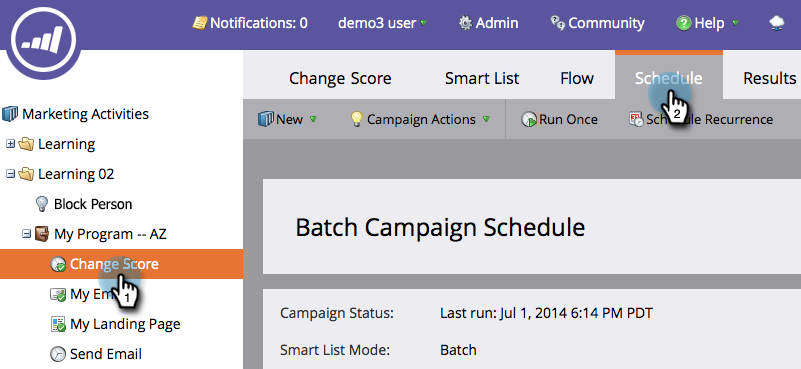 Notifications: 0 demo3 user Admin Community Help
Change Score Smart List Flow Schedule Results
Marketing Activities
New Campaign Actions Run Once Schedule Recurrence
Learning
Learning 02
Block Person
My Program -- AZ
Batch Campaign Schedule
Change Score
1
2
My Em
My Landing Page
Send Email
Campaign Status: Last run: Jul 1, 2014 6:14 PM PDT
Smart List Mode: Batch